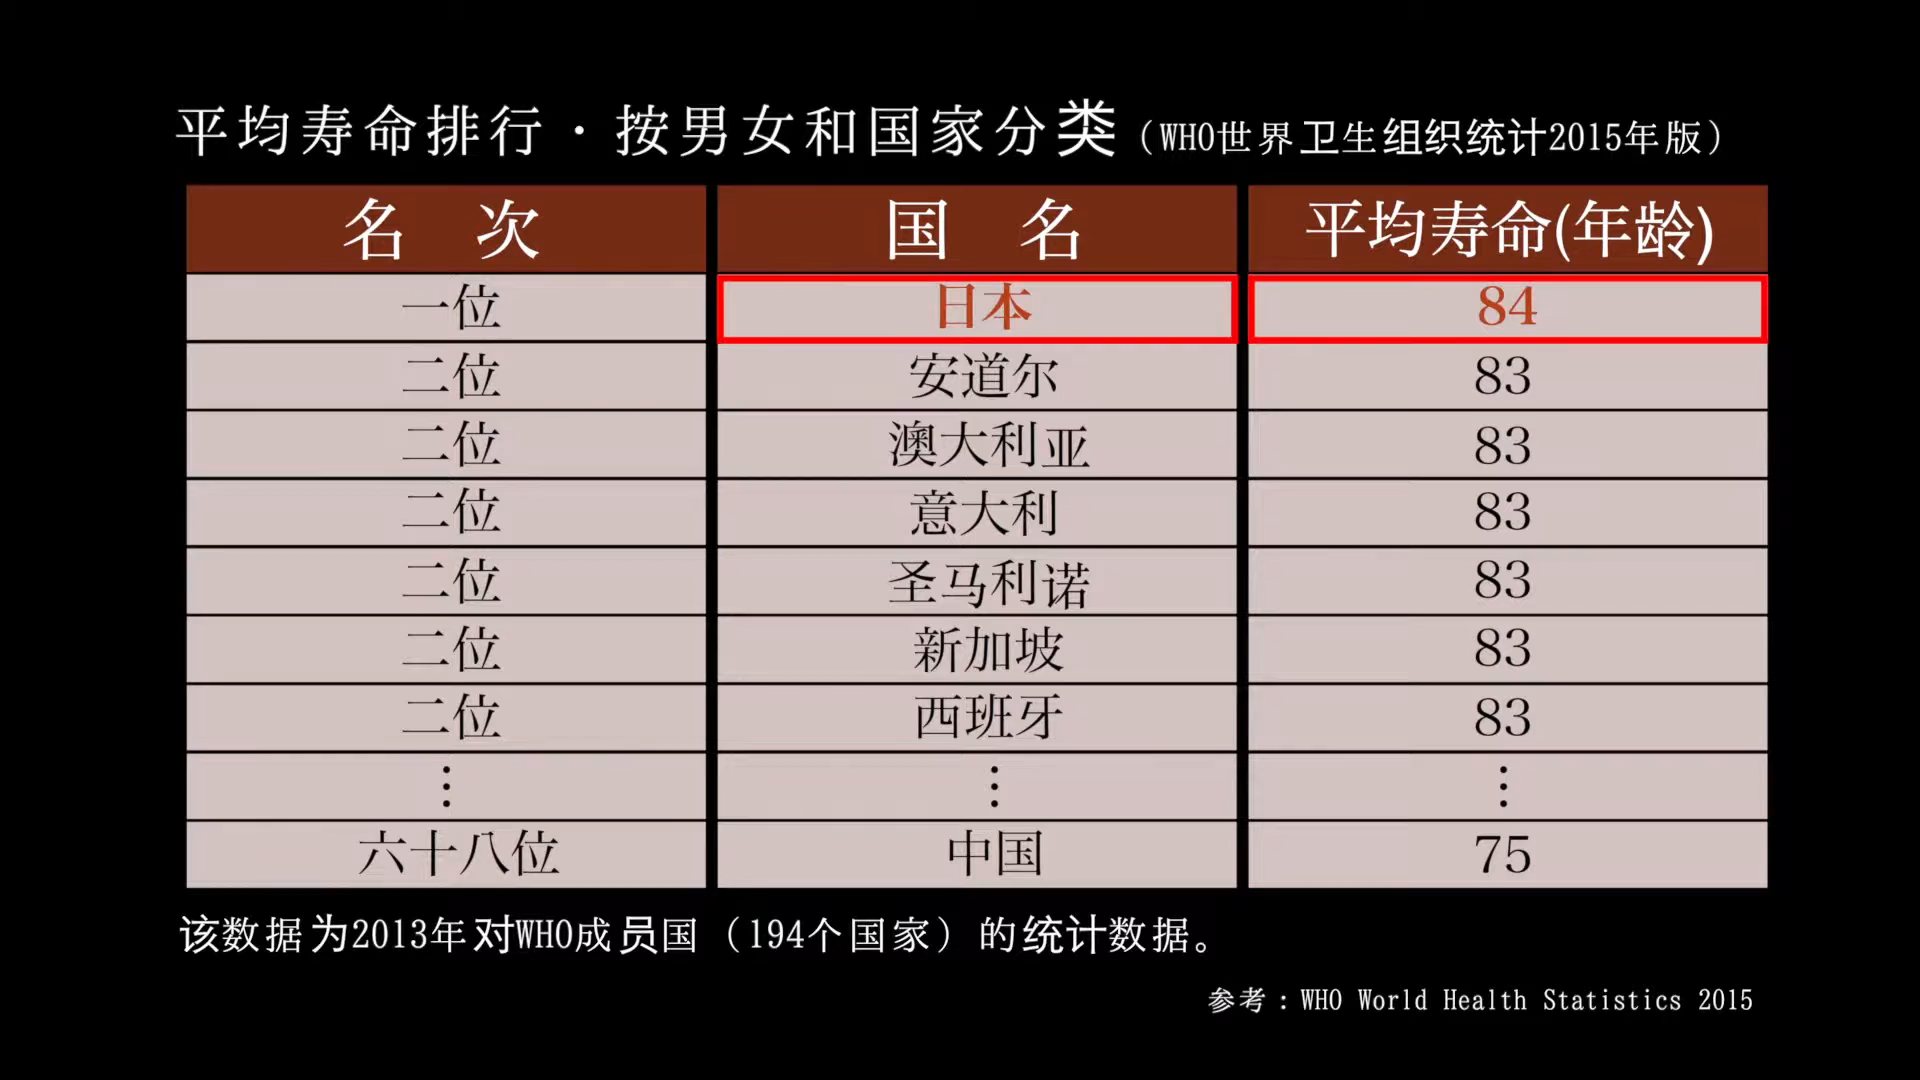 平均寿命排行·按男女和国家分类（WHO世界卫生组织统计2015年版）
名 次 国 名 平均寿命(年龄)
一位 日本 84
二位 安道尔 83
二位 澳大利亚 83
二位 意大利 83
二位 圣马利诺 83
二位 新加坡 83
二位 西班牙 83
⋮ ⋮ ⋮
六十八位 中国 75
该数据为2013年对WHO成员国（194个国家）的统计数据。
参考：WHO World Health Statistics 2015